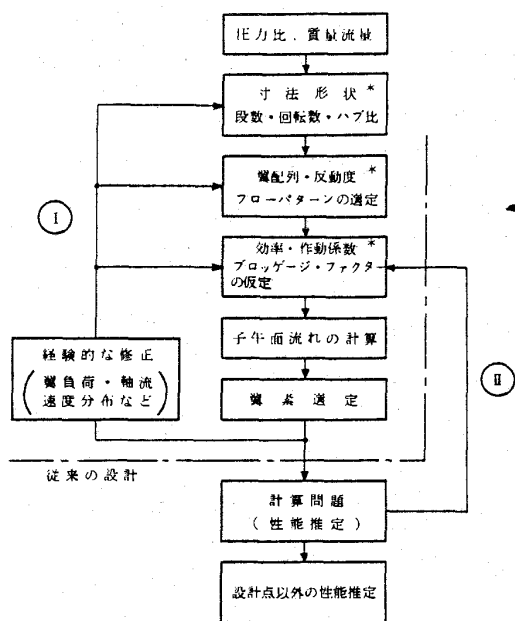 圧力比．質量流量
寸法形状*
段数・回転数・ハブ比
翼配列・反動度*
フローパターンの選定
効率・作動係数*
ブロッゲージ・ファクター
の仮定
子午面流れの計算
翼素選定
I
II
経験的な修正
(翼負荷・軸流
速度分布など)
従来の設計
計算問題
(性能推定)
設計点以外の性能推定